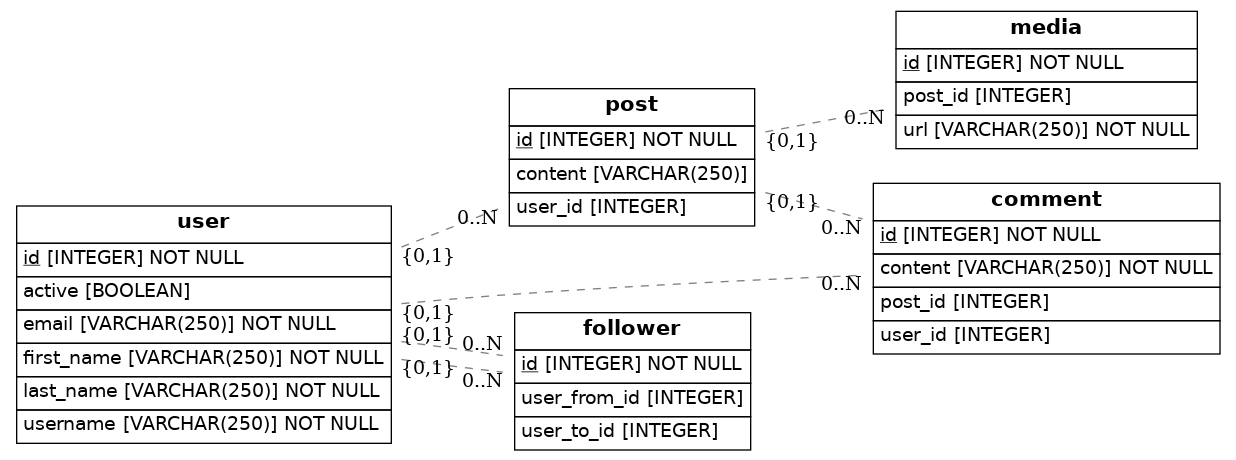 media
id [INTEGER] NOT NULL
post_id [INTEGER]
url [VARCHAR(250)] NOT NULL
post
id [INTEGER] NOT NULL
content [VARCHAR(250)]
user_id [INTEGER]
0..N
{0,1}
{0,1}
0..N
comment
id [INTEGER] NOT NULL
content [VARCHAR(250)] NOT NULL
post_id [INTEGER]
user_id [INTEGER]
user
id [INTEGER] NOT NULL
active [BOOLEAN]
email [VARCHAR(250)] NOT NULL
first_name [VARCHAR(250)] NOT NULL
last_name [VARCHAR(250)] NOT NULL
username [VARCHAR(250)] NOT NULL
0..N
{0,1}
0..N
{0,1}
{0,1}
0..N
{0,1}
0..N
follower
id [INTEGER] NOT NULL
user_from_id [INTEGER]
user_to_id [INTEGER]